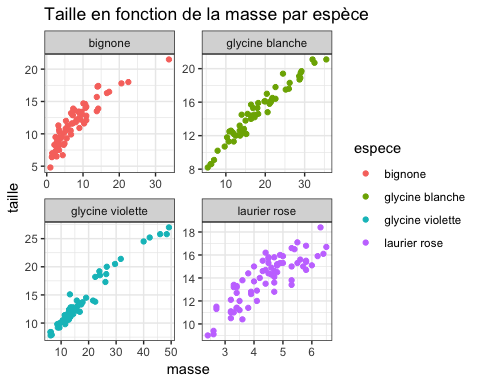 Taille en fonction de la masse par espèce
bignone
glycine blanche
20
15
10
5
0
10
20
30
20
16
12
8
10
20
30
glycine violette
laurier rose
25
20
15
10
10
20
30
40
50
18
16
14
12
10
3
4
5
6
taille
masse
espece
bignone
glycine blanche
glycine violette
laurier rose